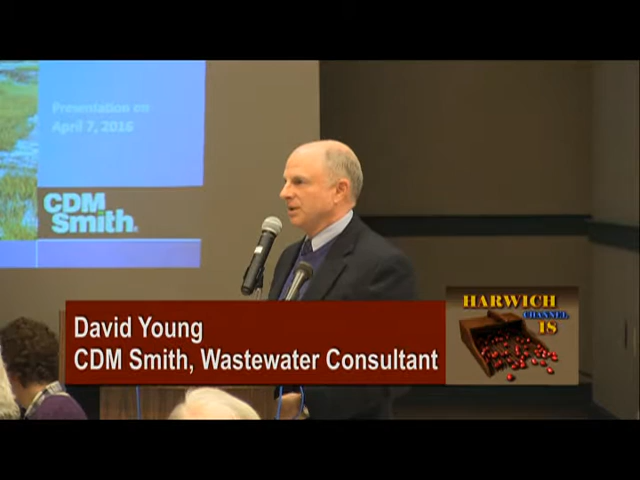 Presentation on
April 7, 2016
CDM
Smith®
David Young
CDM Smith, Wastewater Consultant
HARWICH
CHANNEL
18